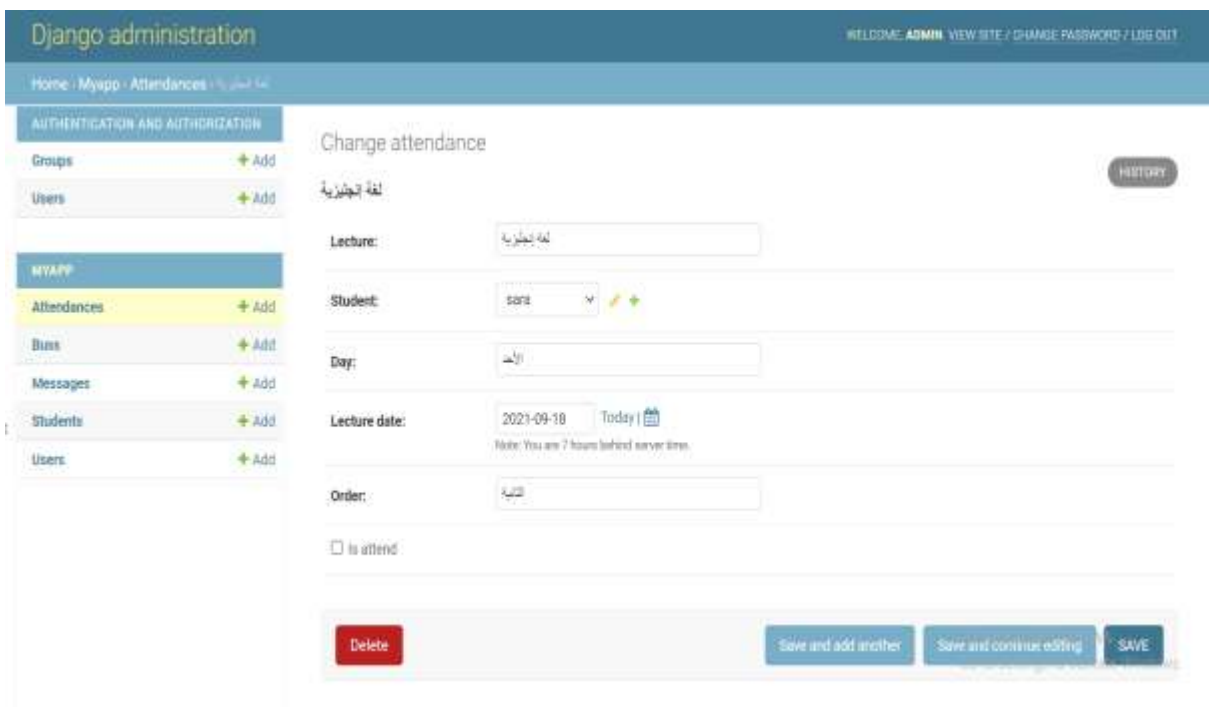 Django administration
WELCOME, ADMIN. VIEW SITE / CHANGE PASSWORD / LOG OUT
Home › Myapp › Attendances › لغة إنجليزية
AUTHENTICATION AND AUTHORIZATION
Groups + Add
Users + Add
MYAPP
Attendances + Add
Buss + Add
Messages + Add
Students + Add
Users + Add
Change attendance
HISTORY
لغة إنجليزية
Lecture: لغة إنجليزية
Student: sara
Day: الأحد
Lecture date: 2021-09-18 Today |
Note: You are 7 hours behind server time.
Order: الثانية
Is attend
Delete
Save and add another
Save and continue editing
SAVE